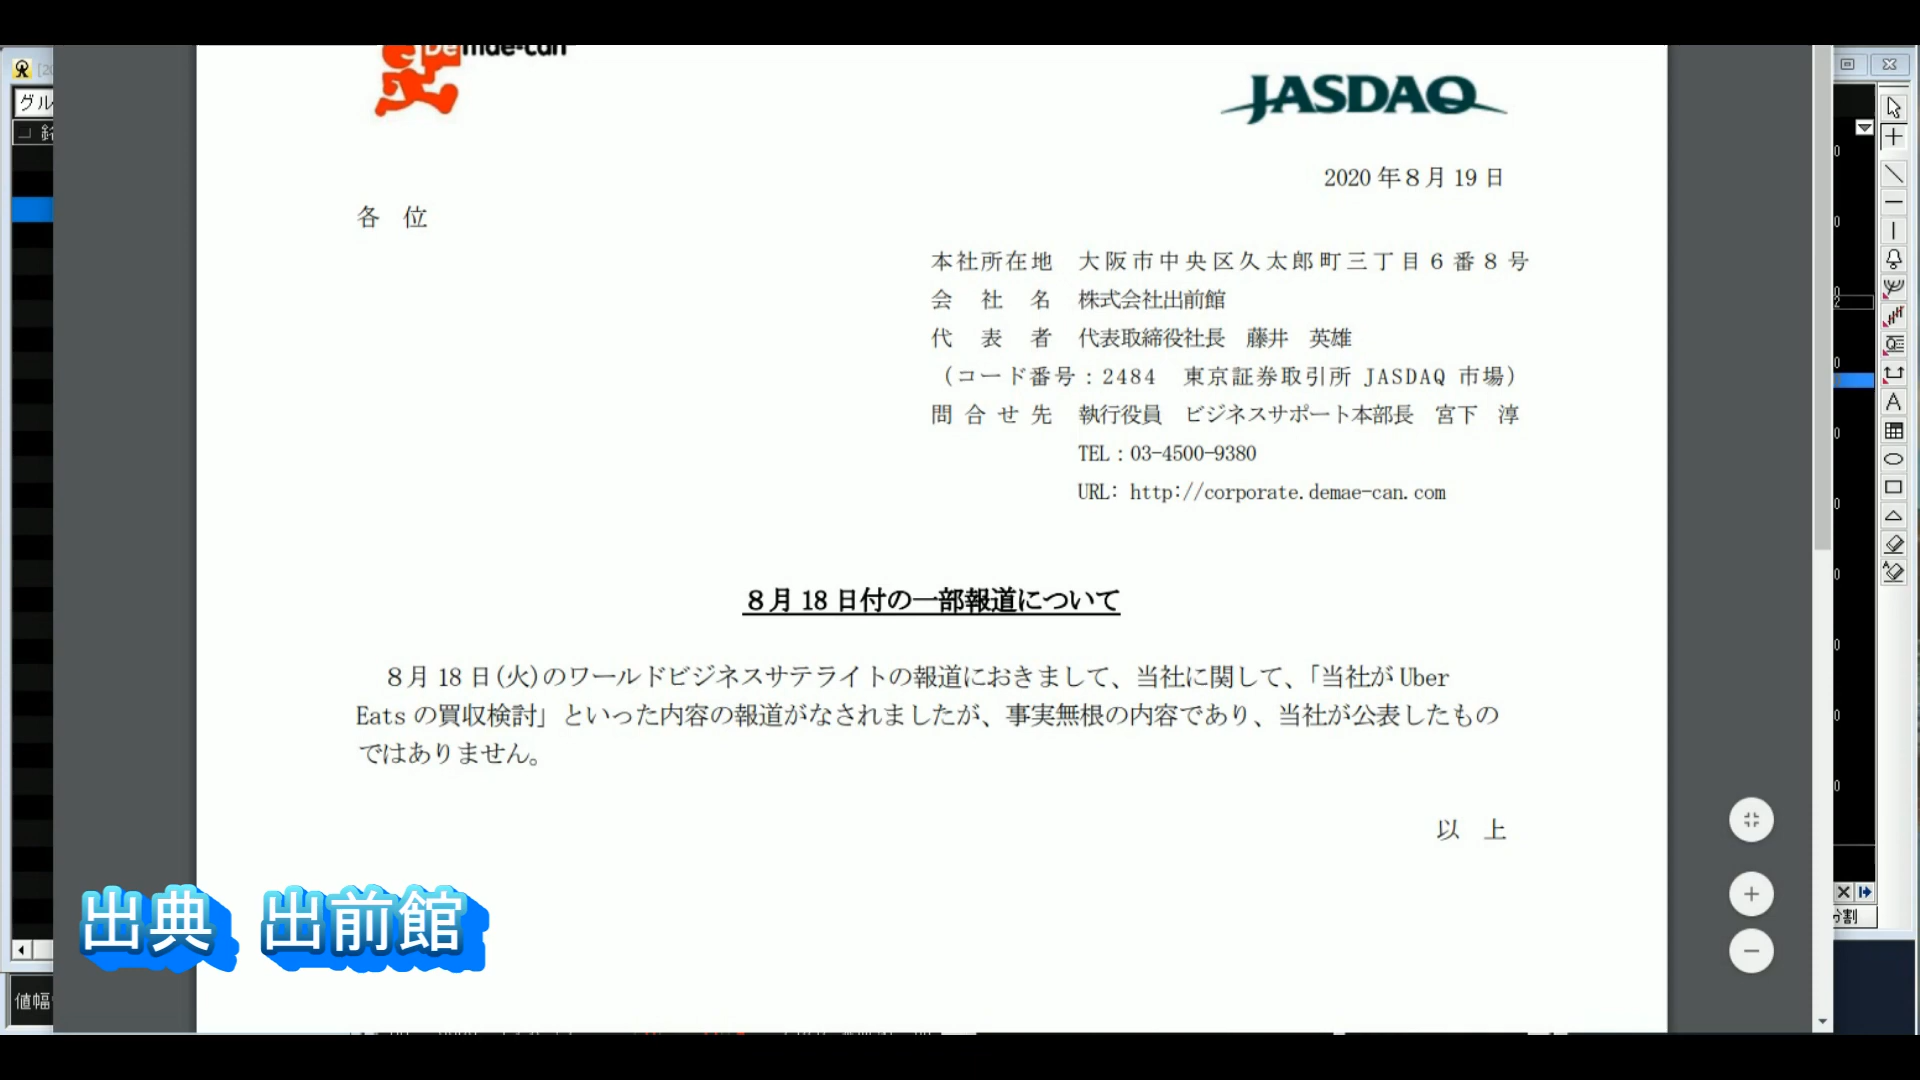 Demae-can
JASDAQ
2020年8月19日
各 位
本社所在地 大阪市中央区久太郎町三丁目6番8号
会 社 名 株式会社出前館
代 表 者 代表取締役社長 藤井 英雄
（コード番号：2484 東京証券取引所 JASDAQ 市場）
問 合 せ 先 執行役員 ビジネスサポート本部長 宮下 淳
TEL：03-4500-9380
URL: http://corporate.demae-can.com
8月18日付の一部報道について
8月18日(火)のワールドビジネスサテライトの報道におきまして、当社に関して、「当社がUber
Eatsの買収検討」といった内容の報道がなされましたが、事実無根の内容であり、当社が公表したもの
ではありません。
以 上
出典 出前館
グル
値幅
分割